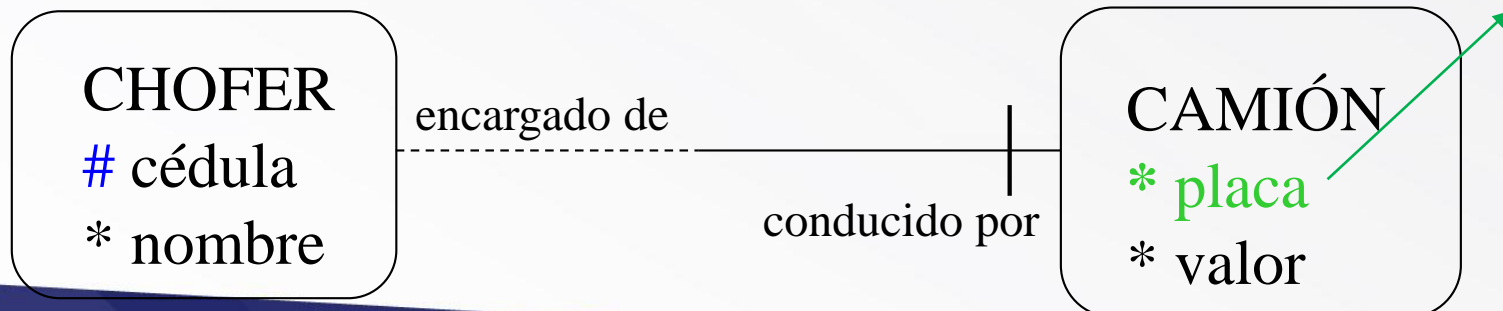 CHOFER
# cédula
* nombre
encargado de
conducido por
CAMIÓN
* placa
* valor